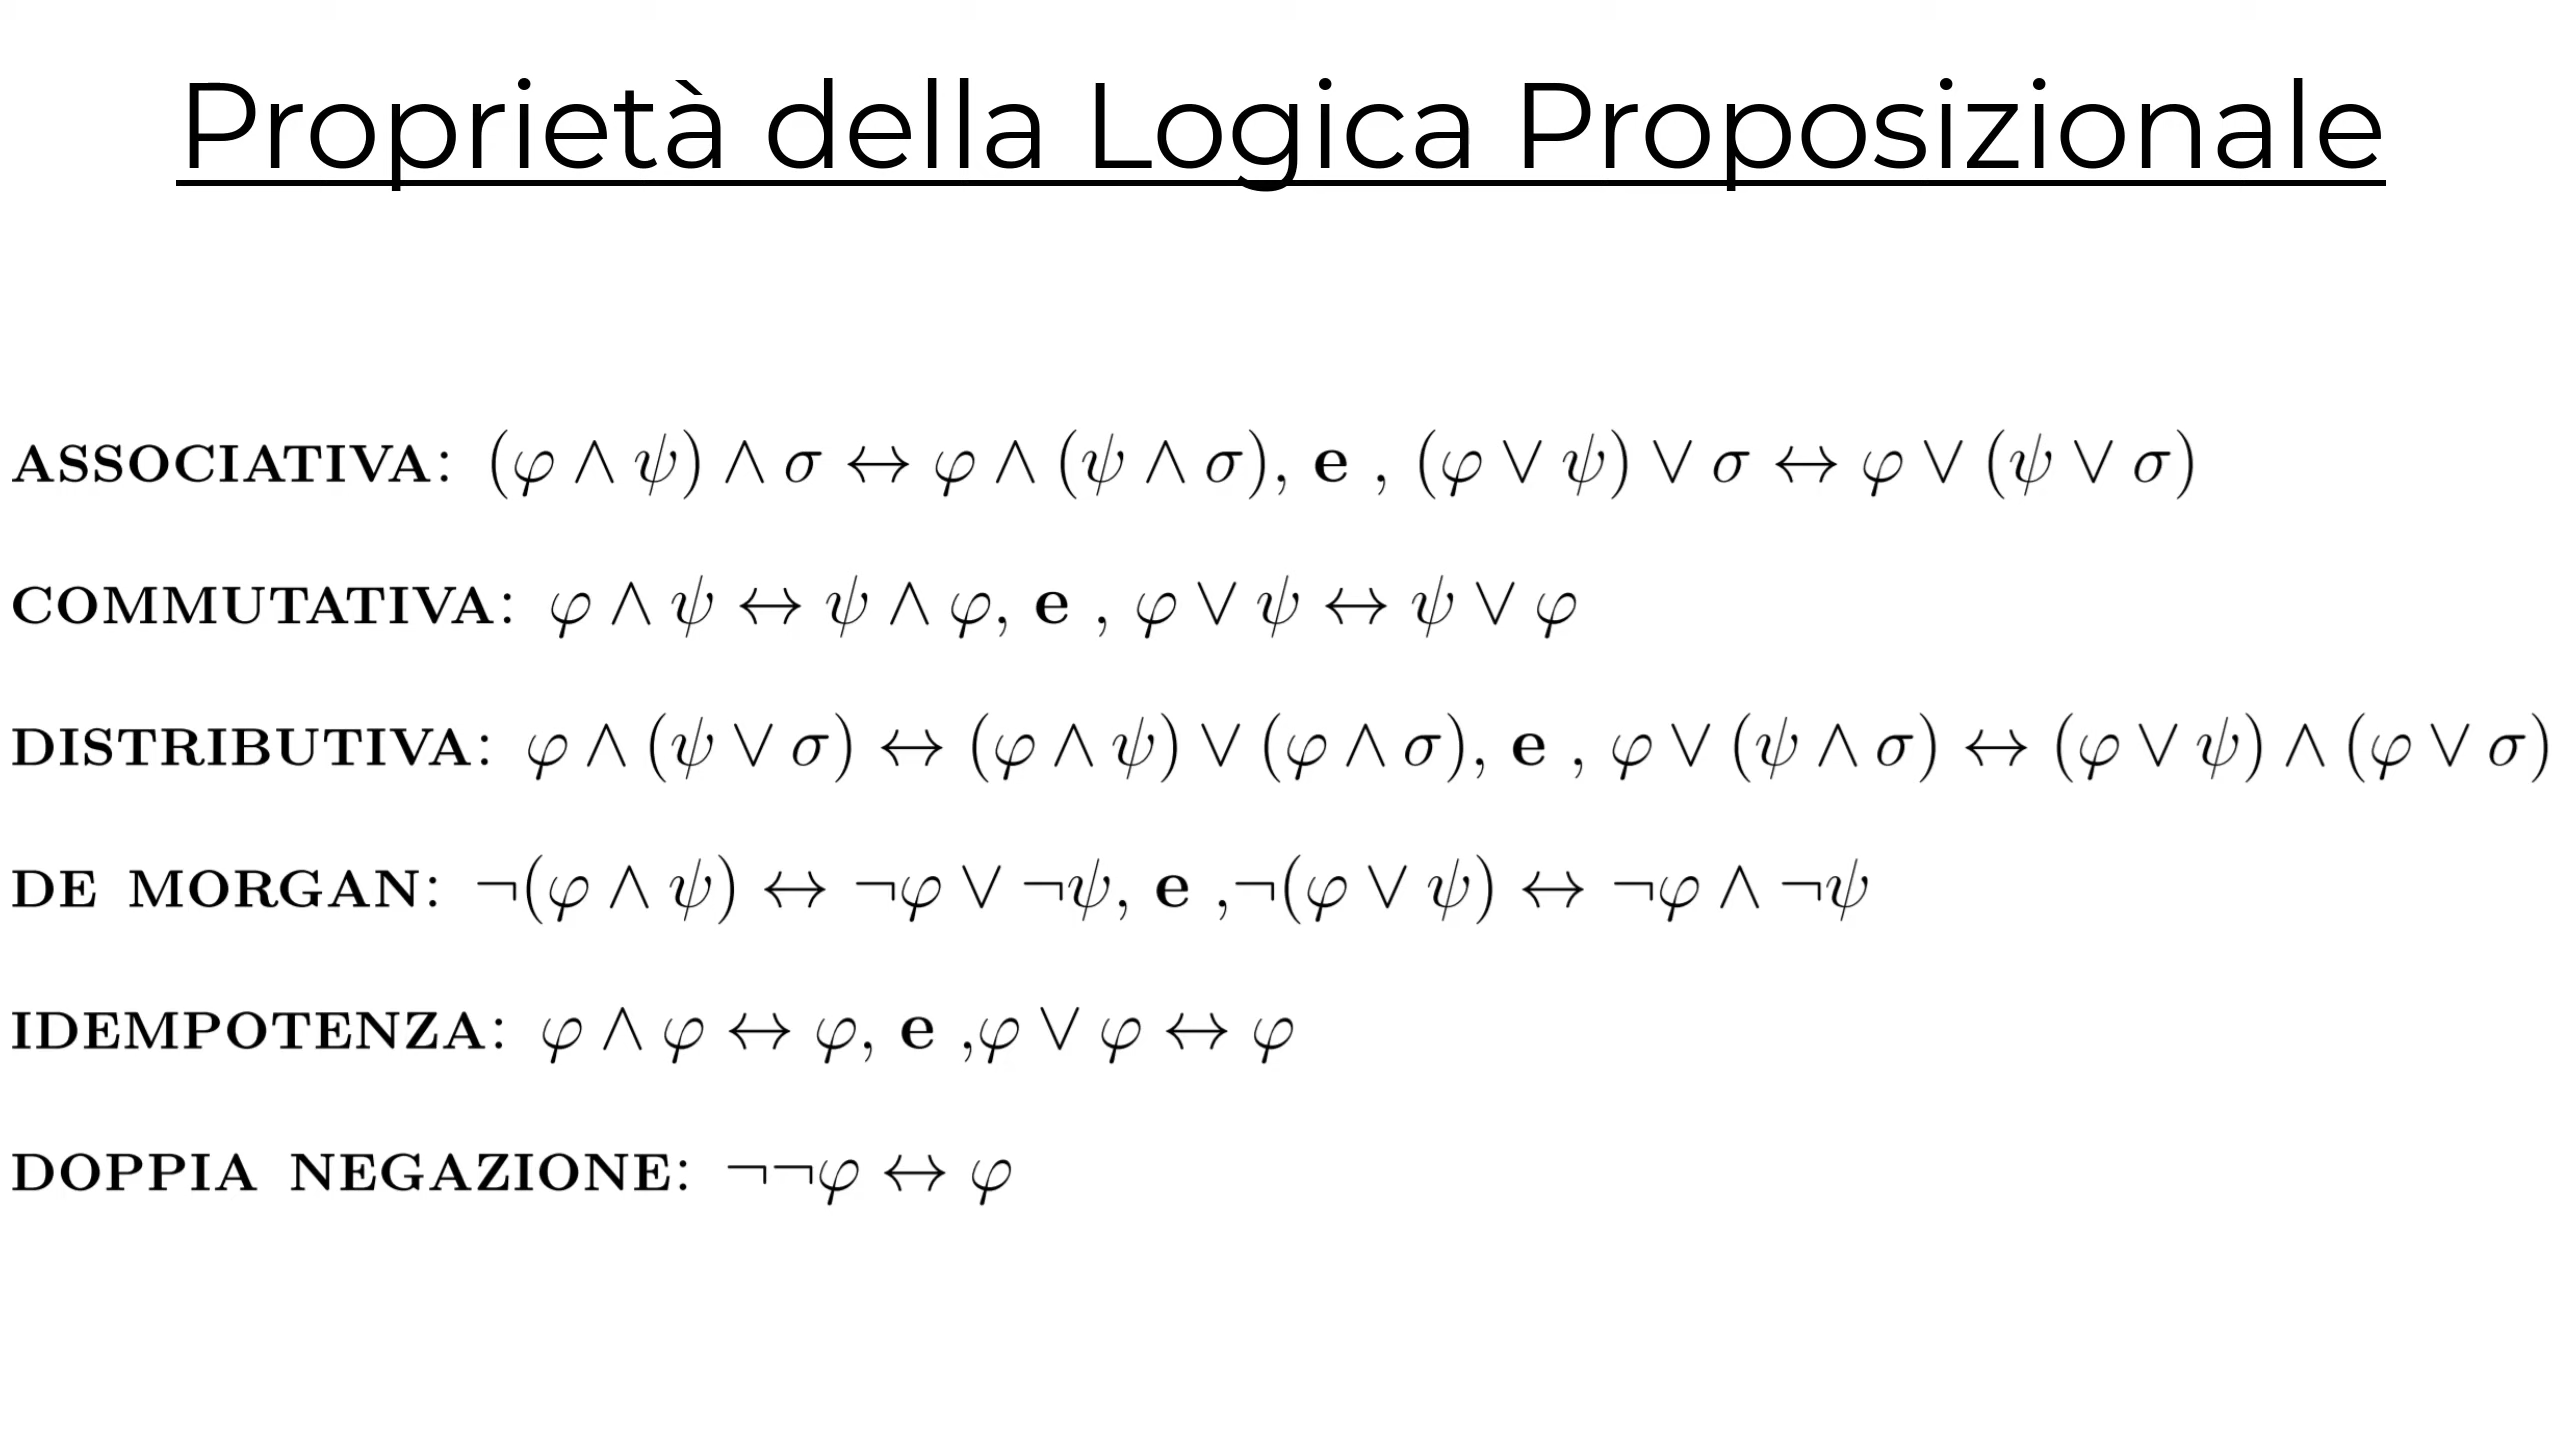 Proprietà della Logica Proposizionale
ASSOCIATIVA: (φ ∧ ψ) ∧ σ ↔ φ ∧ (ψ ∧ σ), e , (φ ∨ ψ) ∨ σ ↔ φ ∨ (ψ ∨ σ)
COMMUTATIVA: φ ∧ ψ ↔ ψ ∧ φ, e , φ ∨ ψ ↔ ψ ∨ φ
DISTRIBUTIVA: φ ∧ (ψ ∨ σ) ↔ (φ ∧ ψ) ∨ (φ ∧ σ), e , φ ∨ (ψ ∧ σ) ↔ (φ ∨ ψ) ∧ (φ ∨ σ)
DE MORGAN: ¬(φ ∧ ψ) ↔ ¬φ ∨ ¬ψ, e ,¬(φ ∨ ψ) ↔ ¬φ ∧ ¬ψ
IDEMPOTENZA: φ ∧ φ ↔ φ, e ,φ ∨ φ ↔ φ
DOPPIA NEGAZIONE: ¬¬φ ↔ φ